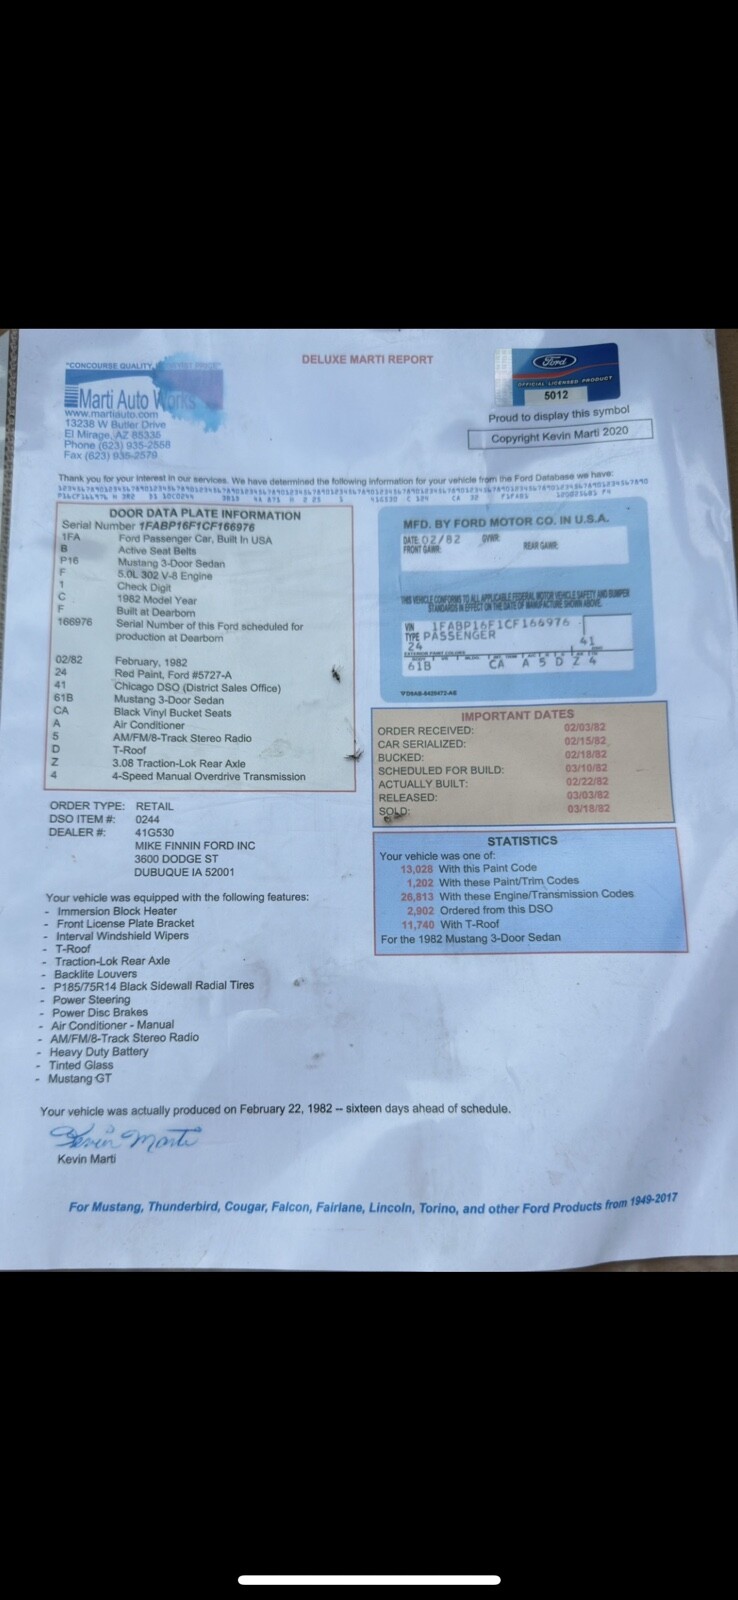 DELUXE MARTI REPORT
"CONCOURSE QUALITY,
Marti Auto Works
www.martiauto.com
13238 W Butler Drive
El Mirage, AZ 85335
Phone (623) 935-2558
Fax (623) 935-2579
Ford
OFFICIAL LICENSED PRODUCT
5012
Proud to display this symbol
Copyright Kevin Marti 2020
Thank you for your interest in our services. We have determined the following information for your vehicle from the Ford Database we have:
DOOR DATA PLATE INFORMATION
Serial Number 1FABP16F1CF166976
1FA Ford Passenger Car, Built In USA
B Active Seat Belts
P16 Mustang 3-Door Sedan
F 5.0L 302 V-8 Engine
1 Check Digit
C 1982 Model Year
F Built at Dearborn
166976 Serial Number of this Ford scheduled for
production at Dearborn
02/82 February, 1982
24 Red Paint, Ford #5727-A
41 Chicago DSO (District Sales Office)
61B Mustang 3-Door Sedan
CA Black Vinyl Bucket Seats
A Air Conditioner
5 AM/FM/8-Track Stereo Radio
D T-Roof
Z 3.08 Traction-Lok Rear Axle
4 4-Speed Manual Overdrive Transmission
MFD. BY FORD MOTOR CO. IN U.S.A.
DATE: 02/82 GVWR:
FRONT GAWR: REAR GAWR:
THIS VEHICLE CONFORMS TO ALL APPLICABLE FEDERAL MOTOR VEHICLE SAFETY AND BUMPER
STANDARDS IN EFFECT ON THE DATE OF MANUFACTURE SHOWN ABOVE.
VIN 1FABP16F1CF166976
TYPE PASSENGER
24 41
EXTERIOR PAINT COLORS
61B CA A 5 D Z 4
IMPORTANT DATES
ORDER RECEIVED: 02/03/82
CAR SERIALIZED: 02/15/82
BUCKED: 02/18/82
SCHEDULED FOR BUILD: 03/10/82
ACTUALLY BUILT: 02/22/82
RELEASED: 03/03/82
SOLD: 03/18/82
ORDER TYPE: RETAIL
DSO ITEM #: 0244
DEALER #: 41G530
MIKE FINNIN FORD INC
3600 DODGE ST
DUBUQUE IA 52001
STATISTICS
Your vehicle was one of:
13,028 With this Paint Code
1,202 With these Paint/Trim Codes
26,813 With these Engine/Transmission Codes
2,902 Ordered from this DSO
11,740 With T-Roof
For the 1982 Mustang 3-Door Sedan
Your vehicle was equipped with the following features:
- Immersion Block Heater
- Front License Plate Bracket
- Interval Windshield Wipers
- T-Roof
- Traction-Lok Rear Axle
- Backlite Louvers
- P185/75R14 Black Sidewall Radial Tires
- Power Steering
- Power Disc Brakes
- Air Conditioner - Manual
- AM/FM/8-Track Stereo Radio
- Heavy Duty Battery
- Tinted Glass
- Mustang GT
Your vehicle was actually produced on February 22, 1982 -- sixteen days ahead of schedule.
Kevin Marti
Kevin Marti
For Mustang, Thunderbird, Cougar, Falcon, Fairlane, Lincoln, Torino, and other Ford Products from 1949-2017